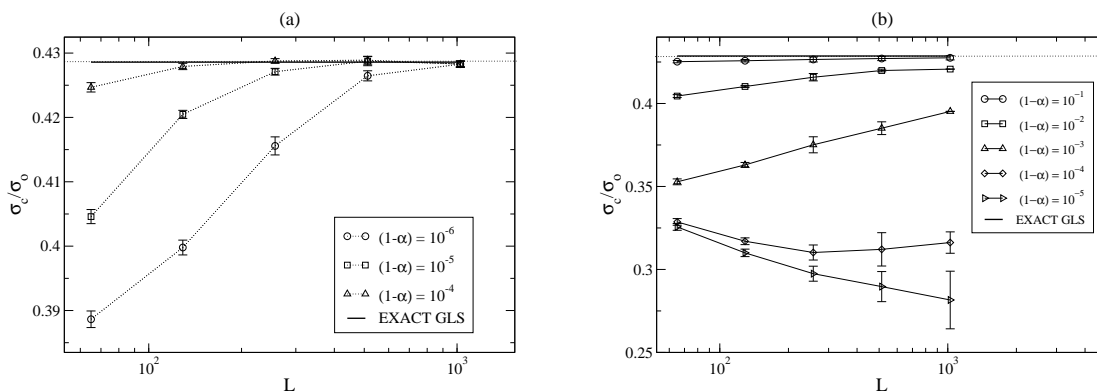 (a)
0.43
0.42
0.41
0.4
0.39
σc/σo
10²
10³
L
(1-α) = 10⁻⁶
(1-α) = 10⁻⁵
(1-α) = 10⁻⁴
EXACT GLS
(b)
0.4
0.35
0.3
0.25
σc/σo
10²
10³
L
(1-α) = 10⁻¹
(1-α) = 10⁻²
(1-α) = 10⁻³
(1-α) = 10⁻⁴
(1-α) = 10⁻⁵
EXACT GLS